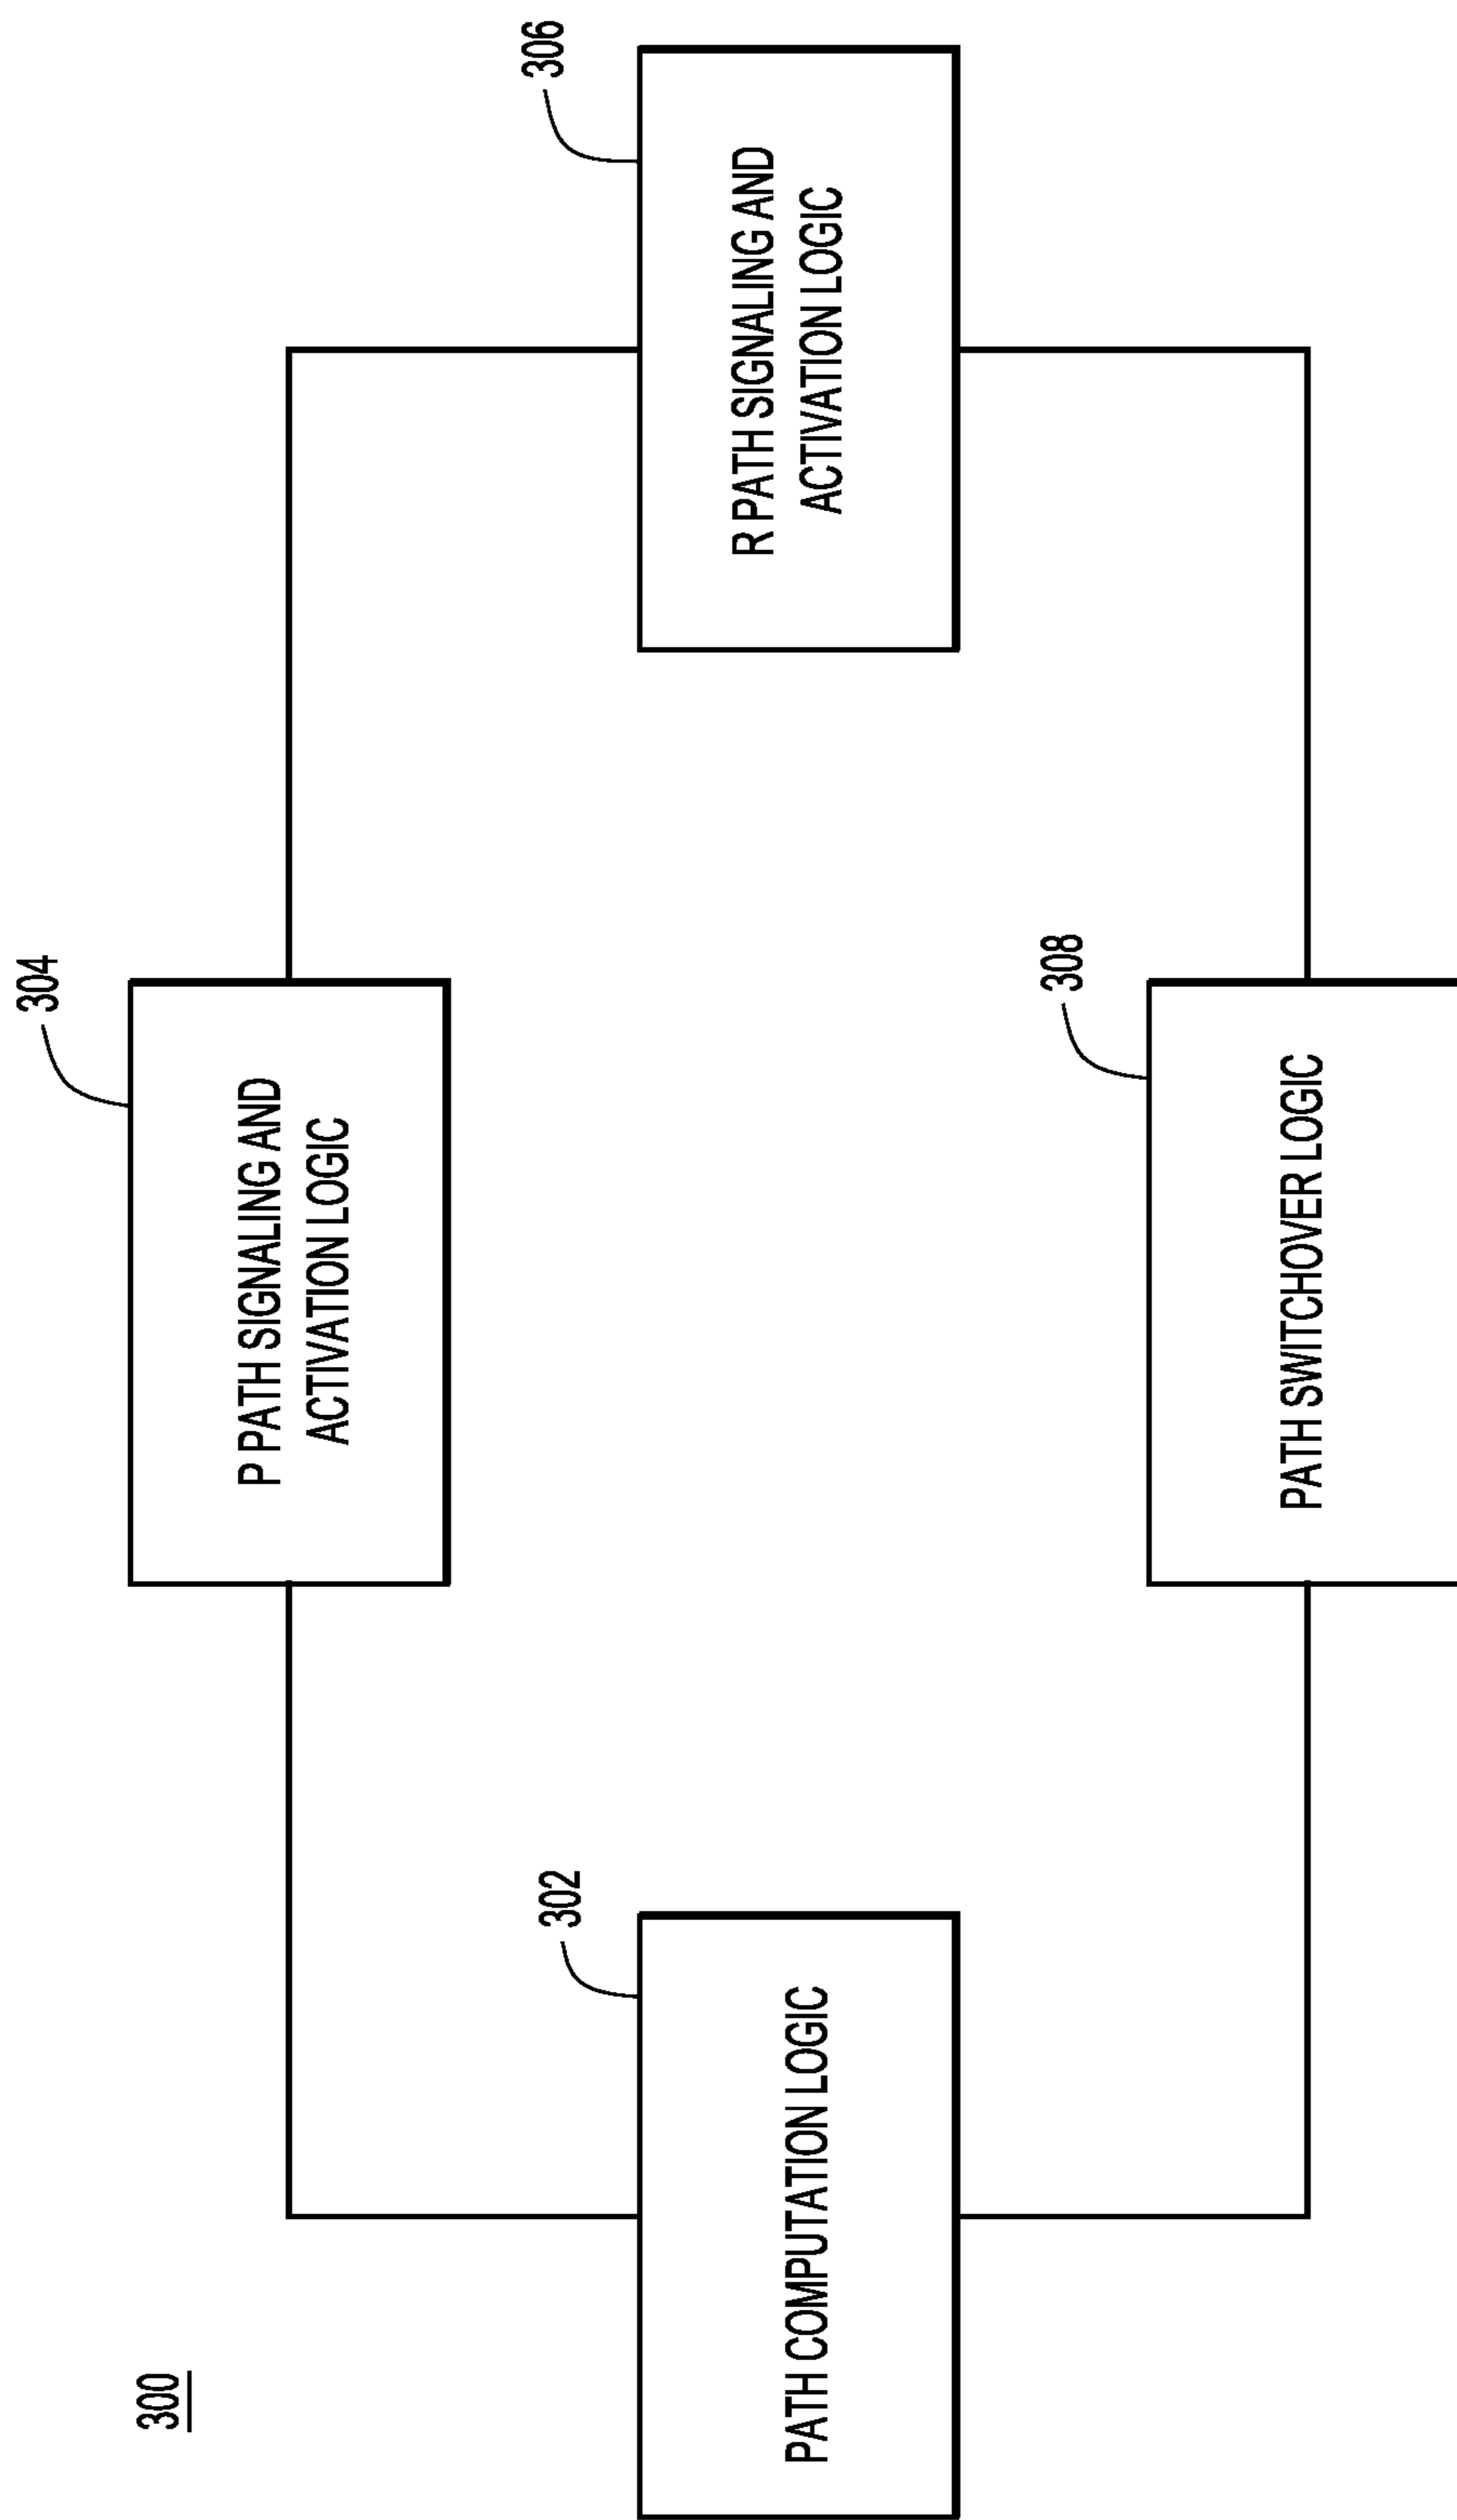 300
304
P PATH SIGNALING AND
ACTIVATION LOGIC
302
PATH COMPUTATION LOGIC
306
R PATH SIGNALING AND
ACTIVATION LOGIC
308
PATH SWITCHOVER LOGIC